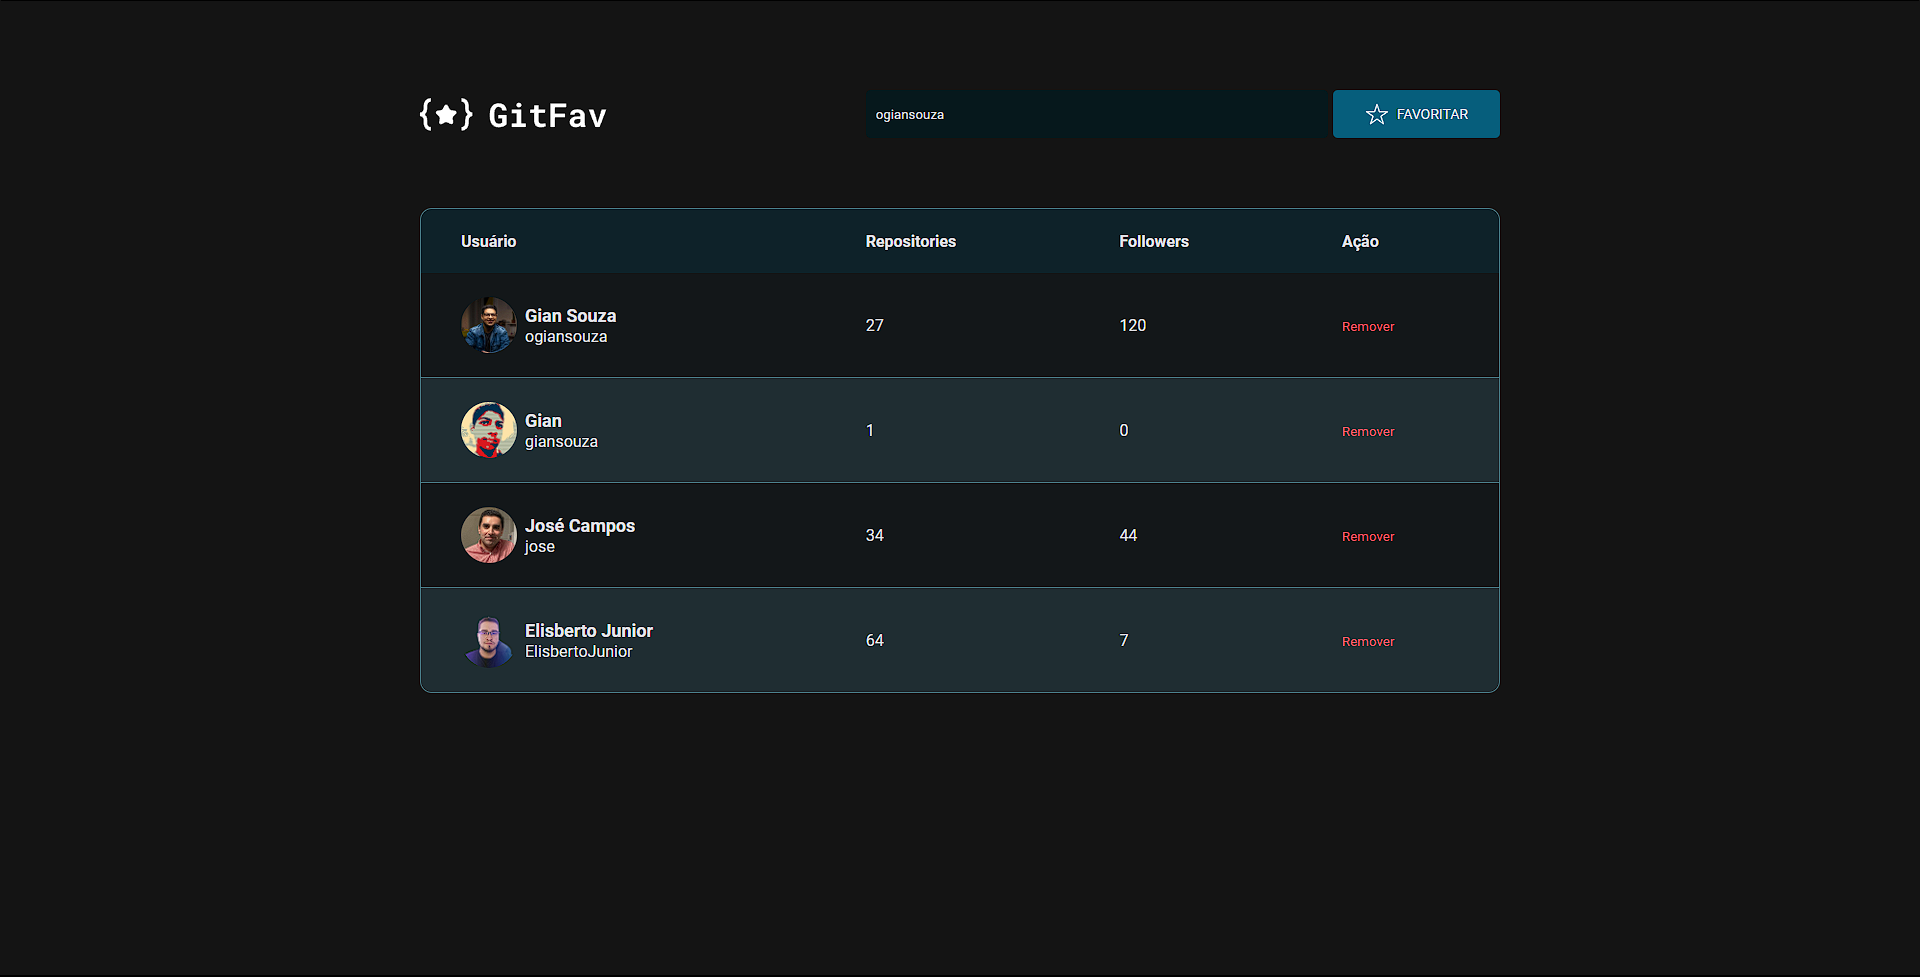 GitFav
ogiansouza
FAVORITAR
Usuário Repositories Followers Ação
Gian Souza
ogiansouza
27 120 Remover
Gian
giansouza
1 0 Remover
José Campos
jose
34 44 Remover
Elisberto Junior
ElisbertoJunior
64 7 Remover